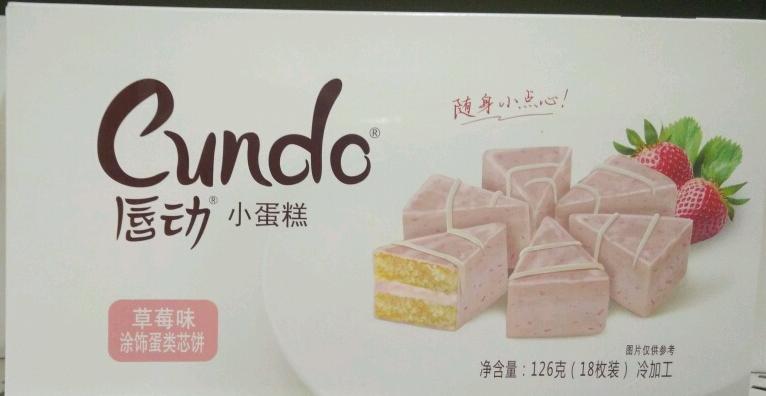 Cundo®
唇动® 小蛋糕
随身小点心!
草莓味
涂饰蛋类芯饼
图片仅供参考
净含量:126克(18枚装) 冷加工